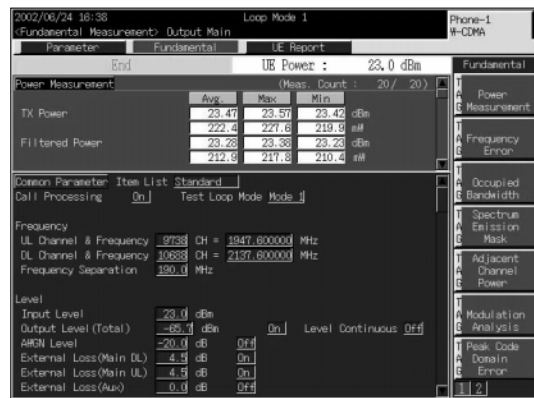 2002/06/24 16:38 Loop Mode 1 Phone-1
<Fundamental Measurement> Output Main W-CDMA
Parameter Fundamental UE Report
End UE Power : 23.0 dBm Fundamental
Power Measurement (Meas. Count : 20/ 20)
Avg. Max Min
TX Power 23.47 23.57 23.42 dBm
222.4 227.6 219.9 mW
Filtered Power 23.28 23.38 23.23 dBm
212.9 217.8 210.4 mW
Common Parameter Item List Standard
Call Processing On Test Loop Mode Mode 1
Frequency
UL Channel & Frequency 9738 CH = 1947.600000 MHz
DL Channel & Frequency 10688 CH = 2137.600000 MHz
Frequency Separation 190.0 MHz
Level
Input Level 23.0 dBm
Output Level(Total) -65.7 dBm On Level Continuous Off
AWGN Level -20.0 dB Off
External Loss(Main DL) 4.5 dB On
External Loss(Main UL) 4.5 dB On
External Loss(Aux) 0.0 dB Off
TAG Power Measurement
TAG Frequency Error
TAG Occupied Bandwidth
TAG Spectrum Emission Mask
TAG Adjacent Channel Power
TAG Modulation Analysis
TAG Peak Code Domain Error
1 2